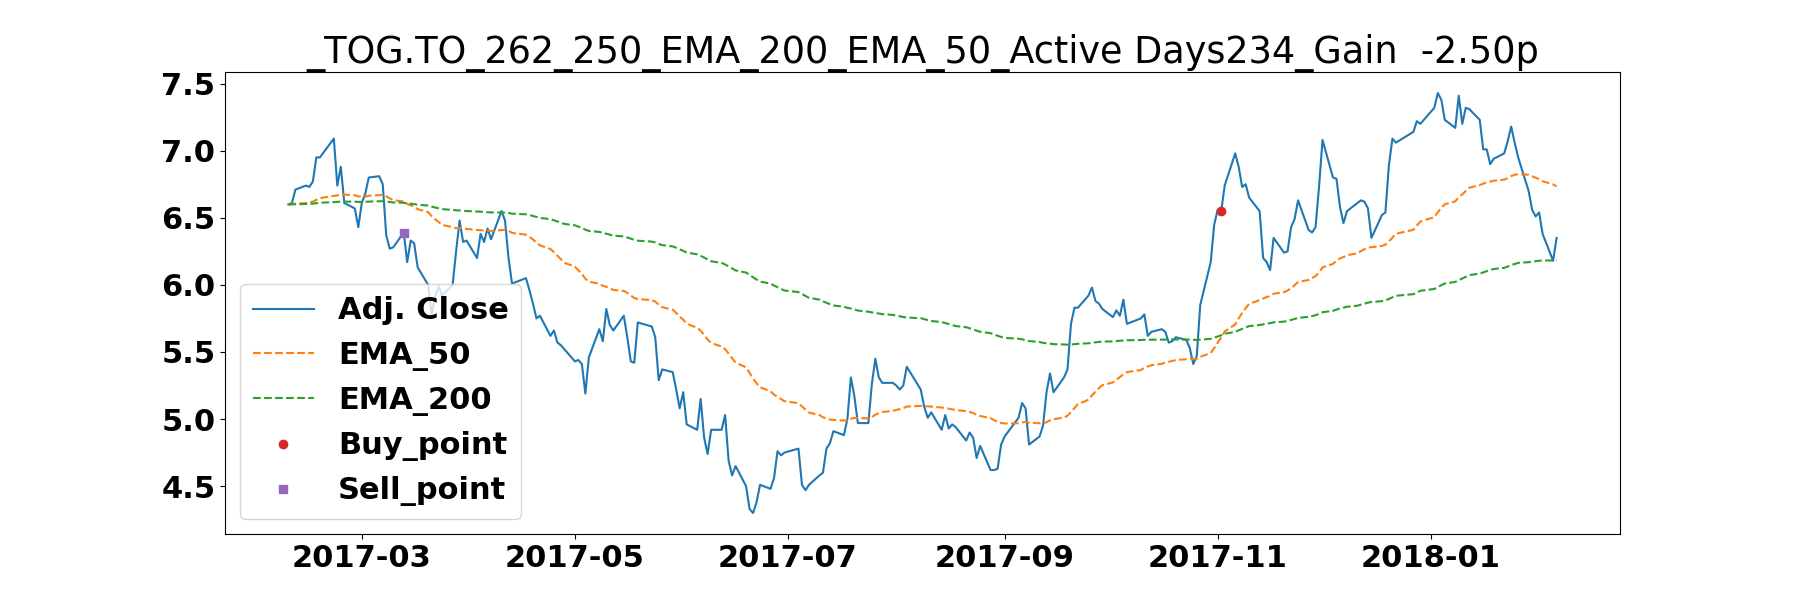 _TOG.TO_262_250_EMA_200_EMA_50_Active Days234_Gain  -2.50p
7.5
7.0
6.5
6.0
5.5
5.0
4.5
Adj. Close
EMA_50
EMA_200
Buy_point
Sell_point
2017-03 2017-05 2017-07 2017-09 2017-11 2018-01